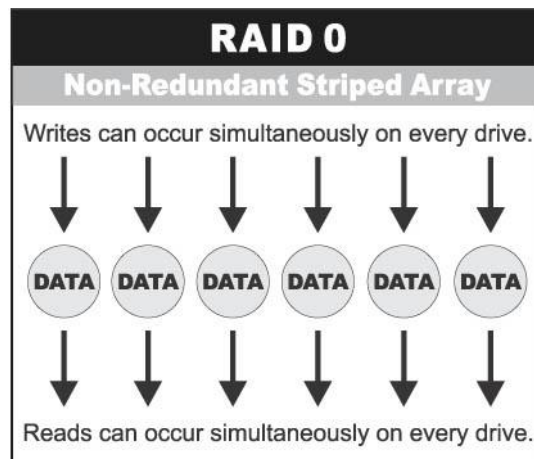 RAID 0
Non-Redundant Striped Array
Writes can occur simultaneously on every drive.
DATA DATA DATA DATA DATA DATA
Reads can occur simultaneously on every drive.